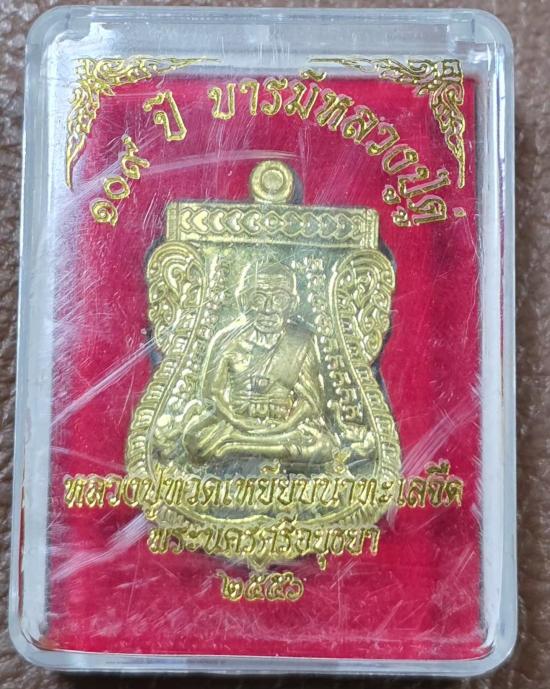 ๑๐๙ ปี บารมีหลวงปู่ดู่
หลวงปู่ทวดเหยียบน้ำทะเลจืด
พระนครศรีอยุธยา
๒๕๕๖